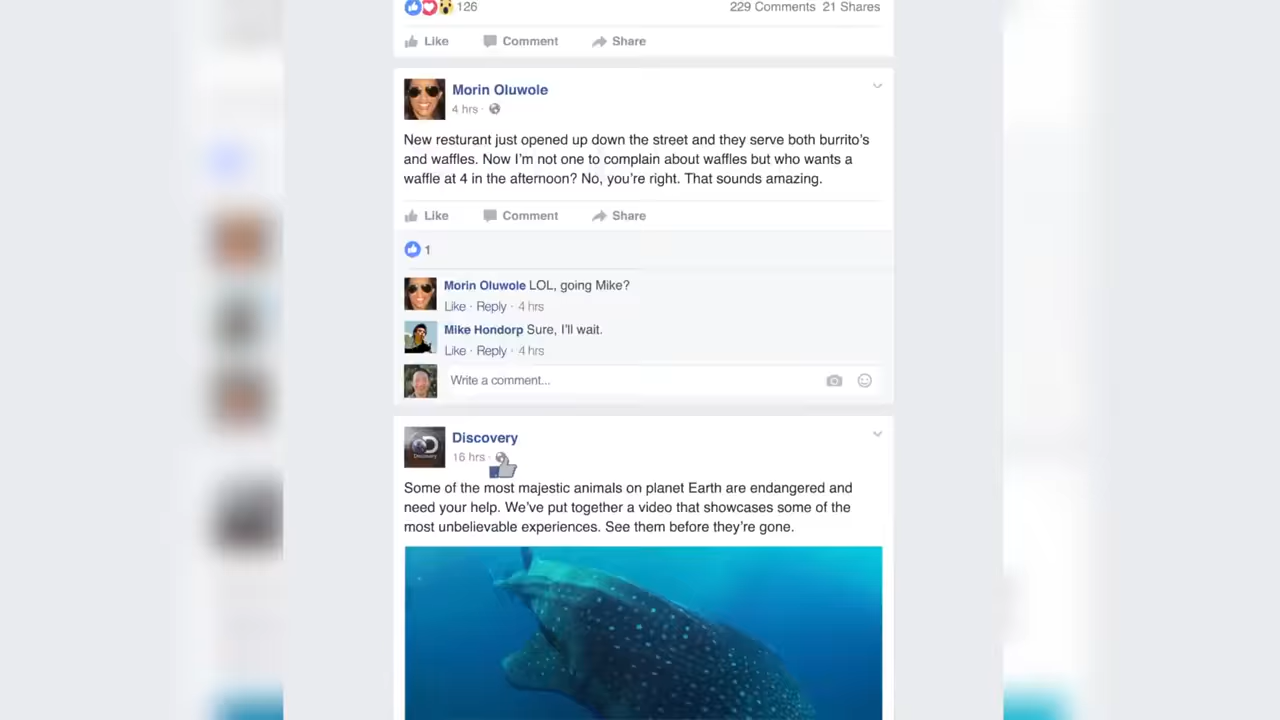 126
229 Comments 21 Shares
Like Comment Share
Morin Oluwole
4 hrs ·
New resturant just opened up down the street and they serve both burrito's
and waffles. Now I'm not one to complain about waffles but who wants a
waffle at 4 in the afternoon? No, you're right. That sounds amazing.
Like Comment Share
1
Morin Oluwole LOL, going Mike?
Like · Reply · 4 hrs
Mike Hondorp Sure, I'll wait.
Like · Reply · 4 hrs
Write a comment...
Discovery
Discovery
16 hrs ·
Some of the most majestic animals on planet Earth are endangered and
need your help. We've put together a video that showcases some of the
most unbelievable experiences. See them before they're gone.